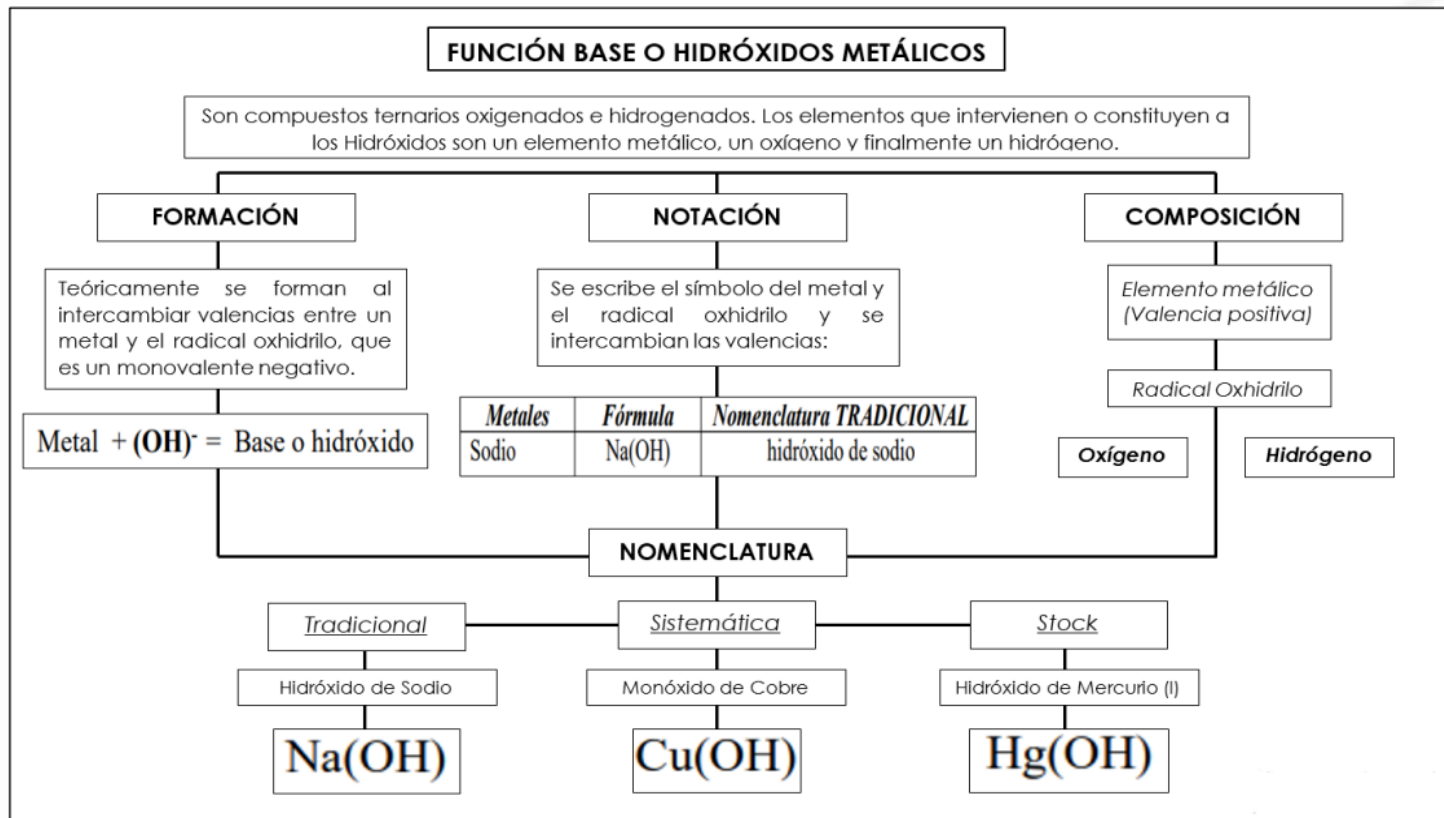 FUNCIÓN BASE O HIDRÓXIDOS METÁLICOS
Son compuestos ternarios oxigenados e hidrogenados. Los elementos que intervienen o constituyen a
los Hidróxidos son un elemento metálico, un oxígeno y finalmente un hidrógeno.
FORMACIÓN
Teóricamente se forman al
intercambiar valencias entre un
metal y el radical oxhidrilo, que
es un monovalente negativo.
Metal + (OH)⁻ = Base o hidróxido
NOTACIÓN
Se escribe el símbolo del metal y
el radical oxhidrilo y se
intercambian las valencias:
Metales Fórmula Nomenclatura TRADICIONAL
Sodio Na(OH) hidróxido de sodio
COMPOSICIÓN
Elemento metálico
(Valencia positiva)
Radical Oxhidrilo
Oxígeno Hidrógeno
NOMENCLATURA
Tradicional Sistemática Stock
Hidróxido de Sodio Monóxido de Cobre Hidróxido de Mercurio (I)
Na(OH) Cu(OH) Hg(OH)